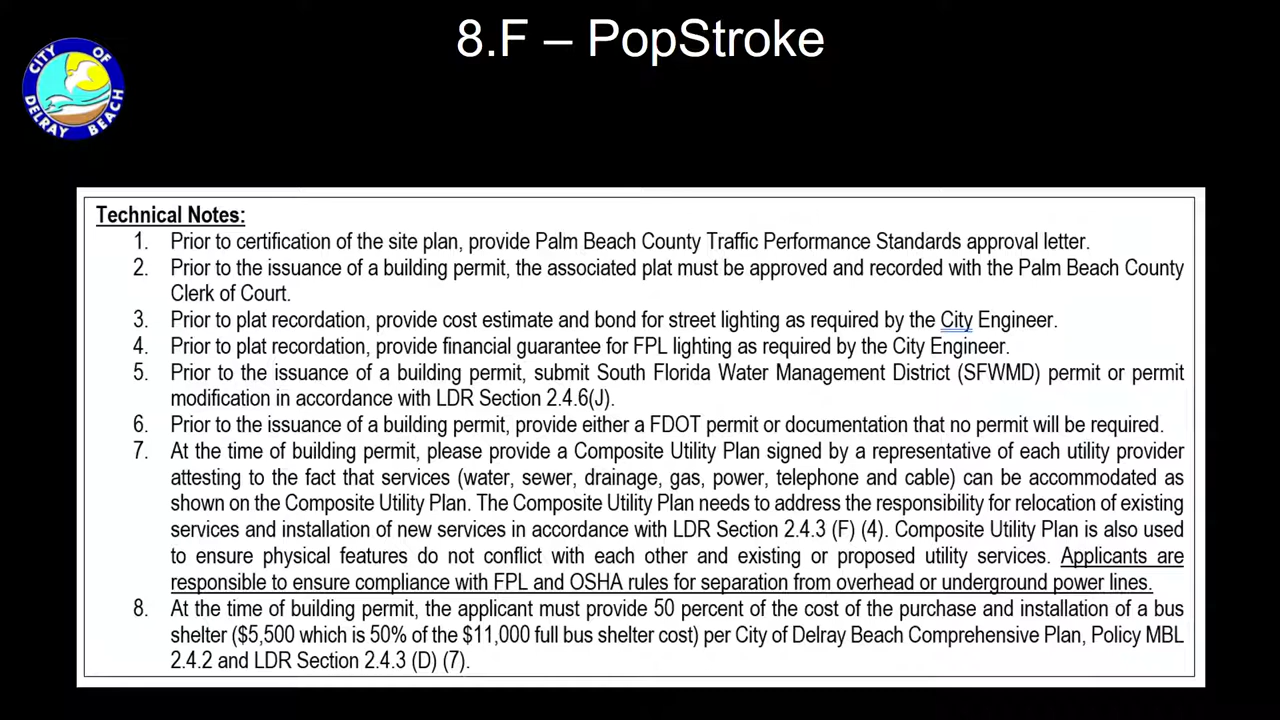 8.F – PopStroke
CITY OF
DELRAY BEACH
Technical Notes:
1. Prior to certification of the site plan, provide Palm Beach County Traffic Performance Standards approval letter.
2. Prior to the issuance of a building permit, the associated plat must be approved and recorded with the Palm Beach County
Clerk of Court.
3. Prior to plat recordation, provide cost estimate and bond for street lighting as required by the City Engineer.
4. Prior to plat recordation, provide financial guarantee for FPL lighting as required by the City Engineer.
5. Prior to the issuance of a building permit, submit South Florida Water Management District (SFWMD) permit or permit
modification in accordance with LDR Section 2.4.6(J).
6. Prior to the issuance of a building permit, provide either a FDOT permit or documentation that no permit will be required.
7. At the time of building permit, please provide a Composite Utility Plan signed by a representative of each utility provider
attesting to the fact that services (water, sewer, drainage, gas, power, telephone and cable) can be accommodated as
shown on the Composite Utility Plan. The Composite Utility Plan needs to address the responsibility for relocation of existing
services and installation of new services in accordance with LDR Section 2.4.3 (F) (4). Composite Utility Plan is also used
to ensure physical features do not conflict with each other and existing or proposed utility services. Applicants are
responsible to ensure compliance with FPL and OSHA rules for separation from overhead or underground power lines.
8. At the time of building permit, the applicant must provide 50 percent of the cost of the purchase and installation of a bus
shelter ($5,500 which is 50% of the $11,000 full bus shelter cost) per City of Delray Beach Comprehensive Plan, Policy MBL
2.4.2 and LDR Section 2.4.3 (D) (7).